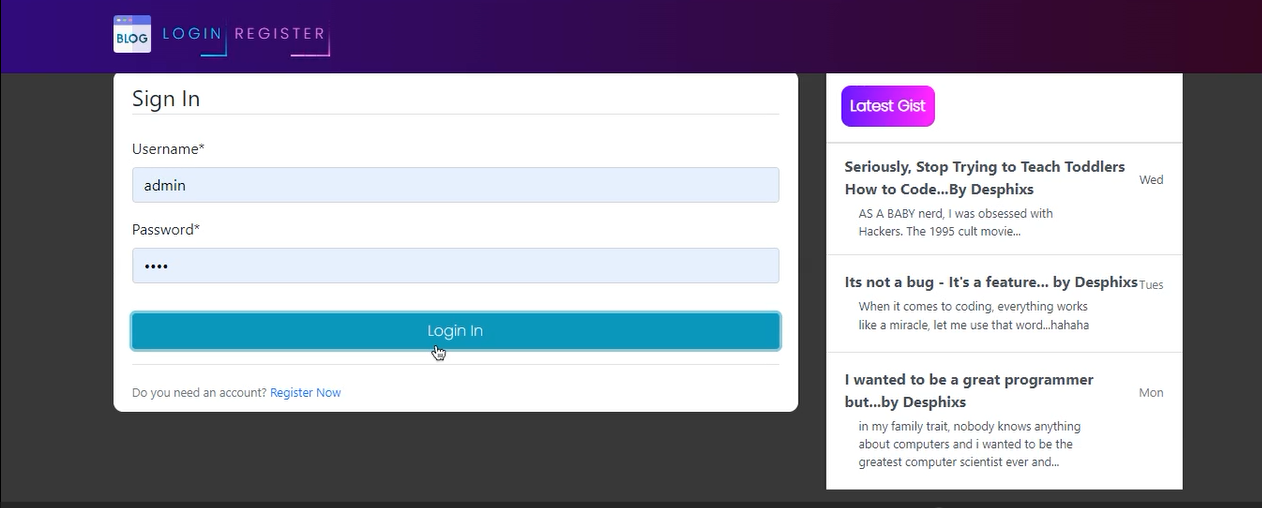 BLOG LOGIN REGISTER
Sign In
Username*
admin
Password*
Login In
Do you need an account? Register Now
Latest Gist
Seriously, Stop Trying to Teach Toddlers
How to Code...By Desphixs
Wed
AS A BABY nerd, I was obsessed with
Hackers. The 1995 cult movie...
Its not a bug - It's a feature... by Desphixs Tues
When it comes to coding, everything works
like a miracle, let me use that word...hahaha
I wanted to be a great programmer
but...by Desphixs
Mon
in my family trait, nobody knows anything
about computers and i wanted to be the
greatest computer scientist ever and...